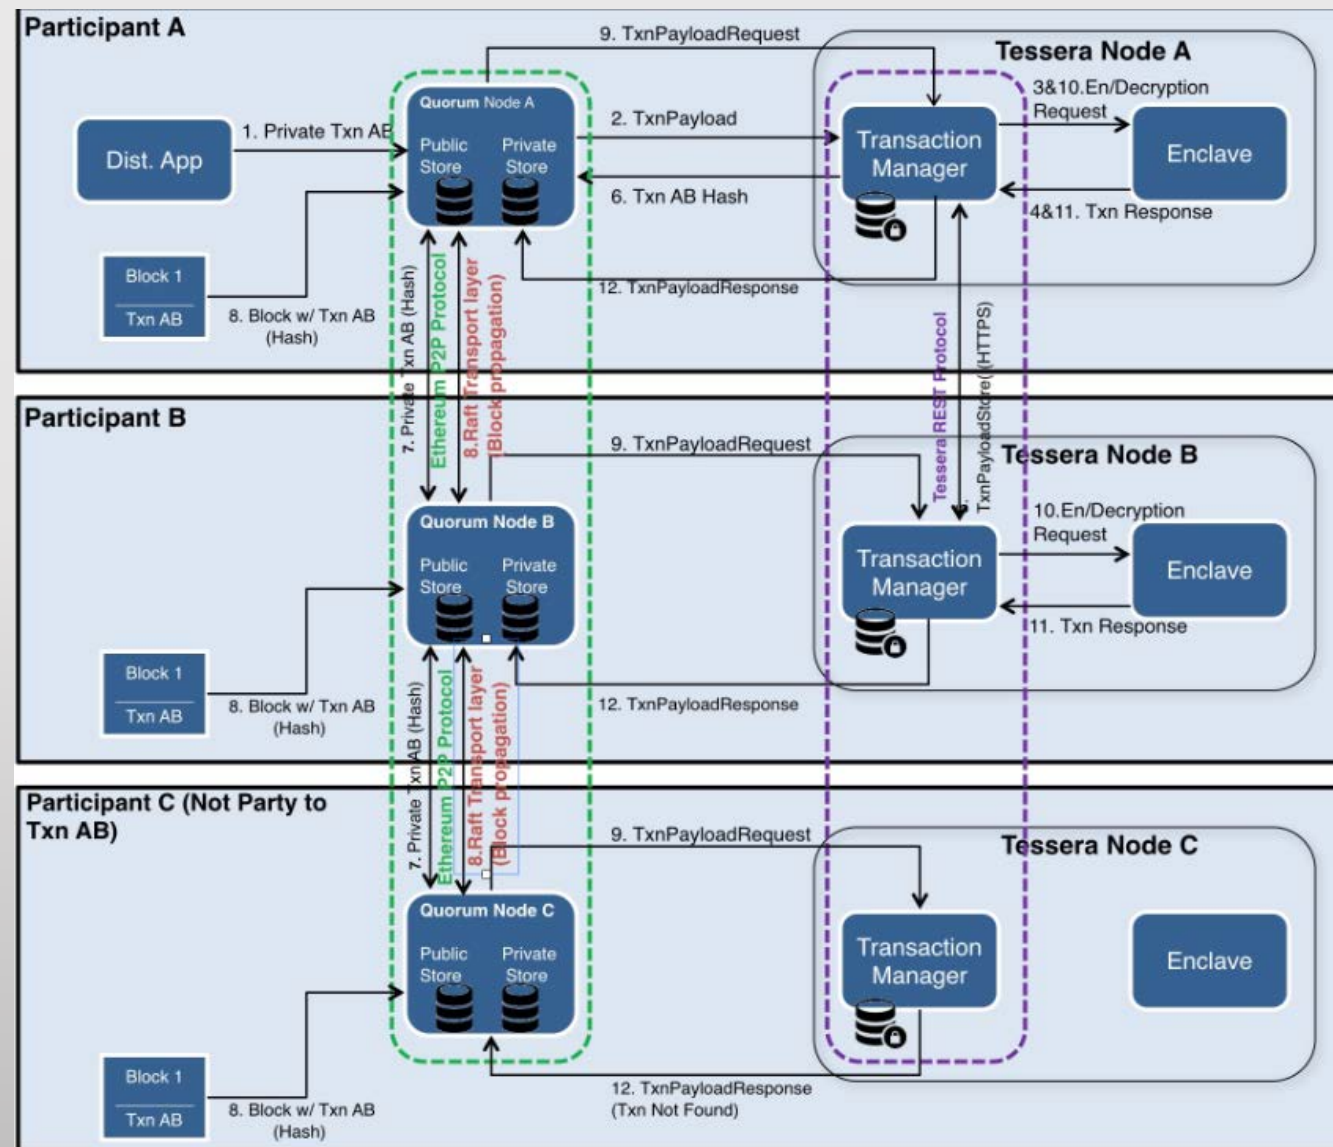 Participant A
9. TxnPayloadRequest
Tessera Node A
3&10.En/Decryption
Request
Quorum Node A
Dist. App
1. Private Txn AB
Public
Store
Private
Store
2. TxnPayload
Transaction
Manager
Enclave
6. Txn AB Hash
4&11. Txn Response
Block 1
Txn AB
8. Block w/ Txn AB
(Hash)
12. TxnPayloadResponse
7. Private Txn AB (Hash)
Ethereum P2P Protocol
8.Raft Transport layer
(Block propagation)
Tessera REST Protocol
TxnPayloadStore( (HTTPS)
Participant B
9. TxnPayloadRequest
Tessera Node B
10.En/Decryption
Request
Quorum Node B
Public
Store
Private
Store
Transaction
Manager
Enclave
11. Txn Response
Block 1
Txn AB
8. Block w/ Txn AB
(Hash)
12. TxnPayloadResponse
7. Private Txn AB (Hash)
Ethereum P2P Protocol
8.Raft Transport layer
(Block propagation)
Participant C (Not Party to
Txn AB)
9. TxnPayloadRequest
Tessera Node C
Quorum Node C
Public
Store
Private
Store
Transaction
Manager
Enclave
Block 1
Txn AB
8. Block w/ Txn AB
(Hash)
12. TxnPayloadResponse
(Txn Not Found)